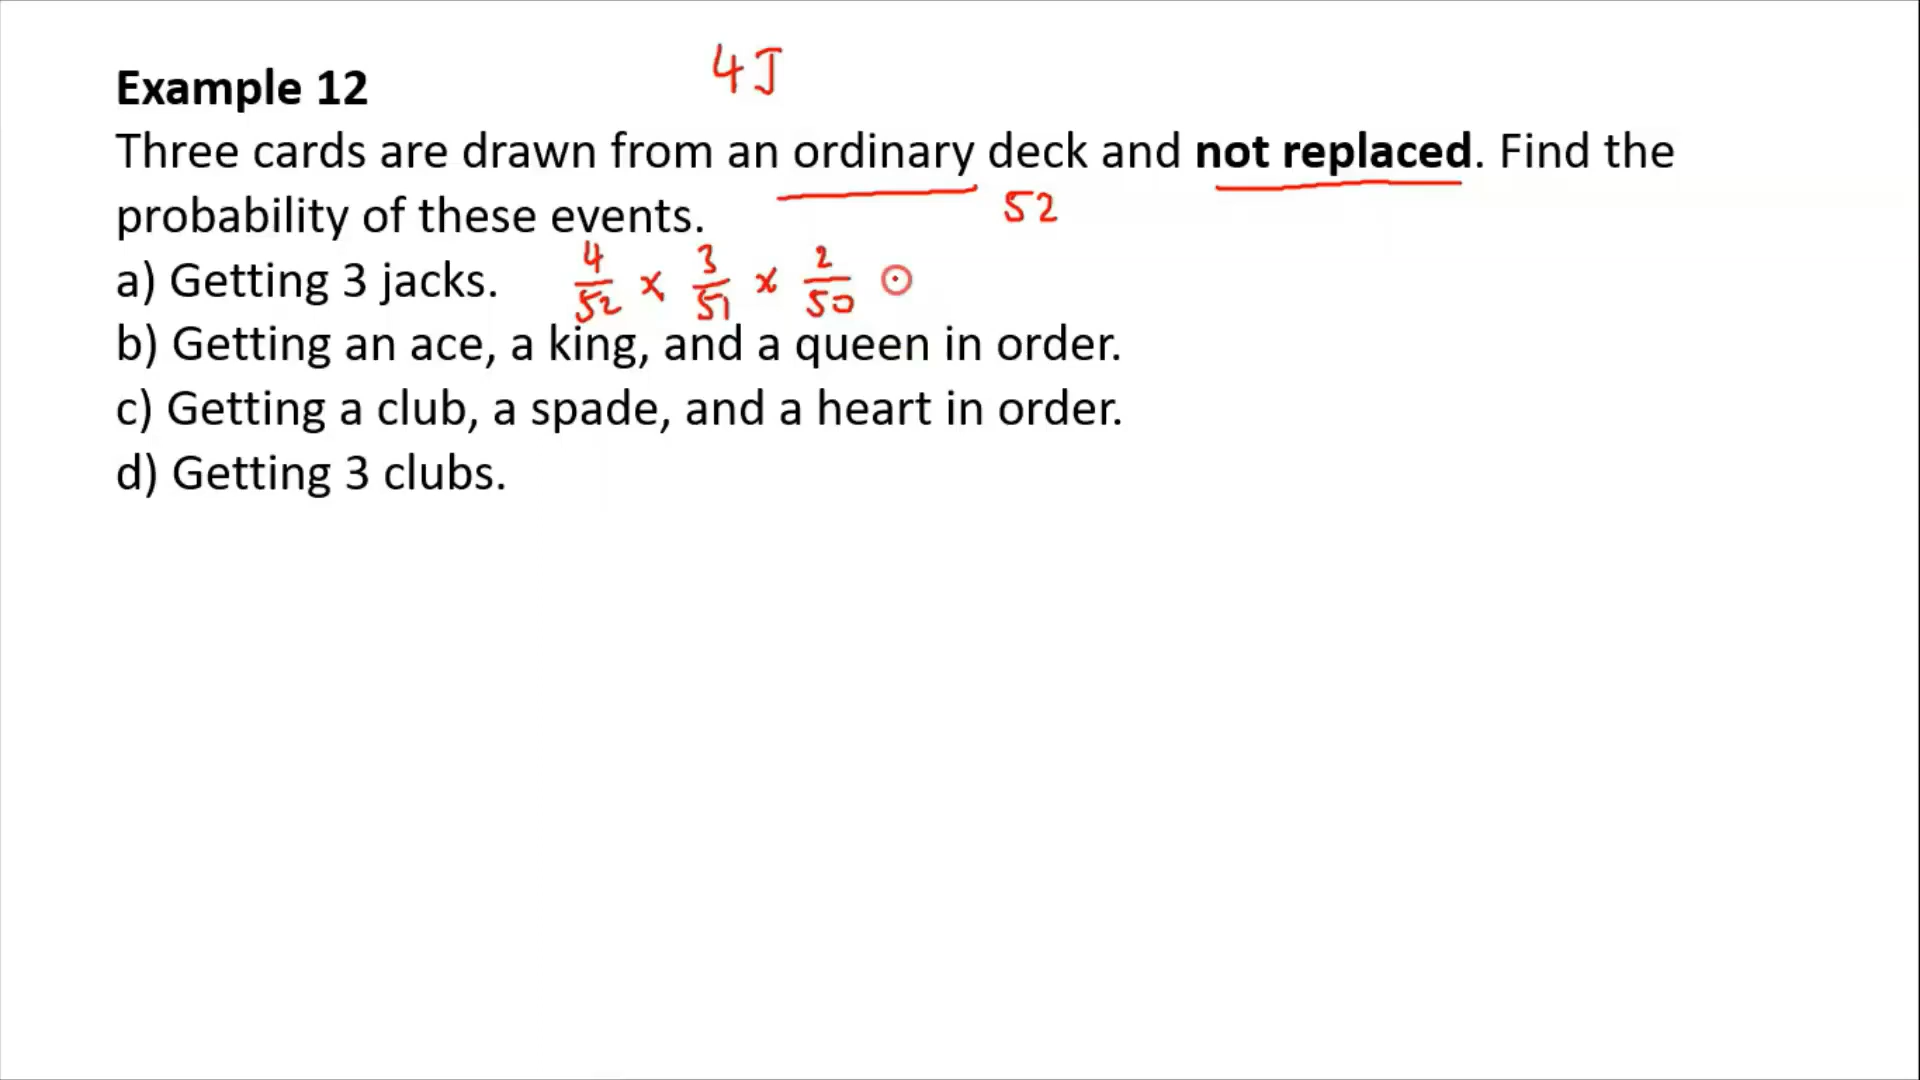 4J
Example 12
Three cards are drawn from an ordinary deck and not replaced. Find the
52
probability of these events.
a) Getting 3 jacks. 4/52 x 3/51 x 2/50
b) Getting an ace, a king, and a queen in order.
c) Getting a club, a spade, and a heart in order.
d) Getting 3 clubs.